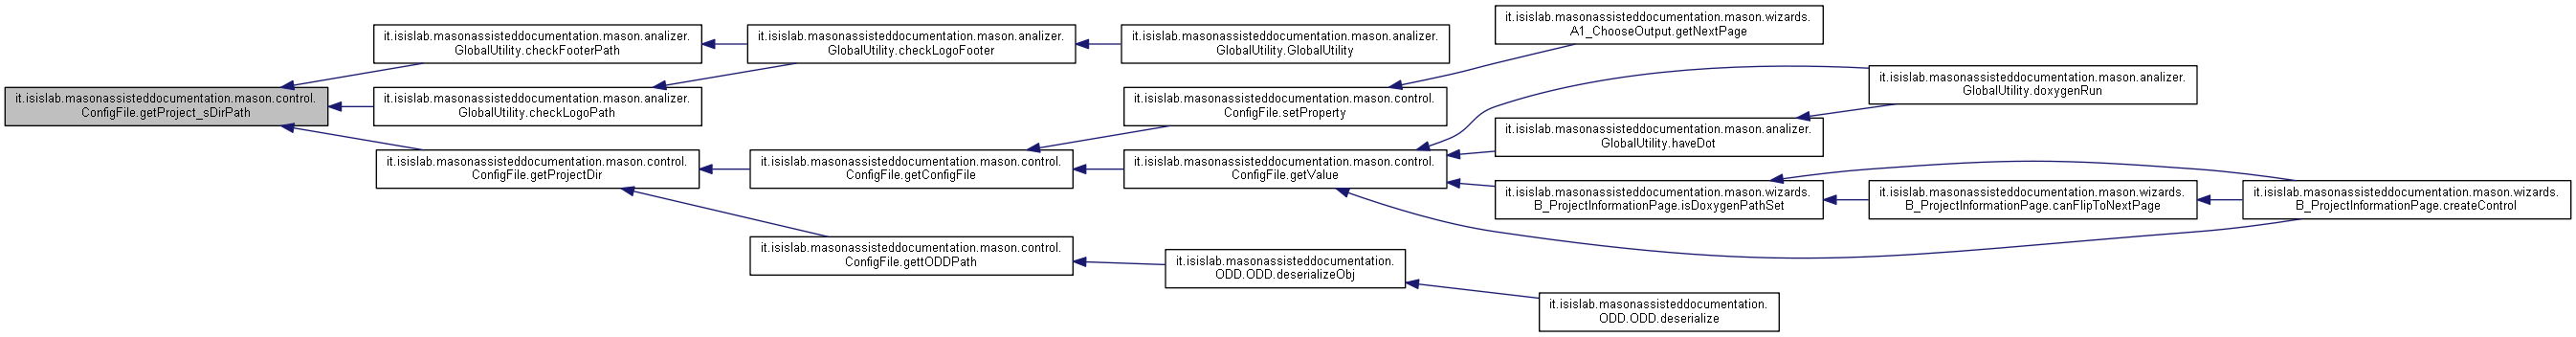 it.isislab.masonassisteddocumentation.mason.control.
ConfigFile.getProject_sDirPath
it.isislab.masonassisteddocumentation.mason.analizer.
GlobalUtility.checkFooterPath
it.isislab.masonassisteddocumentation.mason.analizer.
GlobalUtility.checkLogoPath
it.isislab.masonassisteddocumentation.mason.control.
ConfigFile.getProjectDir
it.isislab.masonassisteddocumentation.mason.analizer.
GlobalUtility.checkLogoFooter
it.isislab.masonassisteddocumentation.mason.control.
ConfigFile.getConfigFile
it.isislab.masonassisteddocumentation.mason.control.
ConfigFile.gettODDPath
it.isislab.masonassisteddocumentation.mason.analizer.
GlobalUtility.GlobalUtility
it.isislab.masonassisteddocumentation.mason.control.
ConfigFile.setProperty
it.isislab.masonassisteddocumentation.mason.control.
ConfigFile.getValue
it.isislab.masonassisteddocumentation.
ODD.ODD.deserializeObj
it.isislab.masonassisteddocumentation.mason.wizards.
A1_ChooseOutput.getNextPage
it.isislab.masonassisteddocumentation.mason.analizer.
GlobalUtility.haveDot
it.isislab.masonassisteddocumentation.mason.wizards.
B_ProjectInformationPage.isDoxygenPathSet
it.isislab.masonassisteddocumentation.
ODD.ODD.deserialize
it.isislab.masonassisteddocumentation.mason.analizer.
GlobalUtility.doxygenRun
it.isislab.masonassisteddocumentation.mason.wizards.
B_ProjectInformationPage.canFlipToNextPage
it.isislab.masonassisteddocumentation.mason.wizards.
B_ProjectInformationPage.createControl